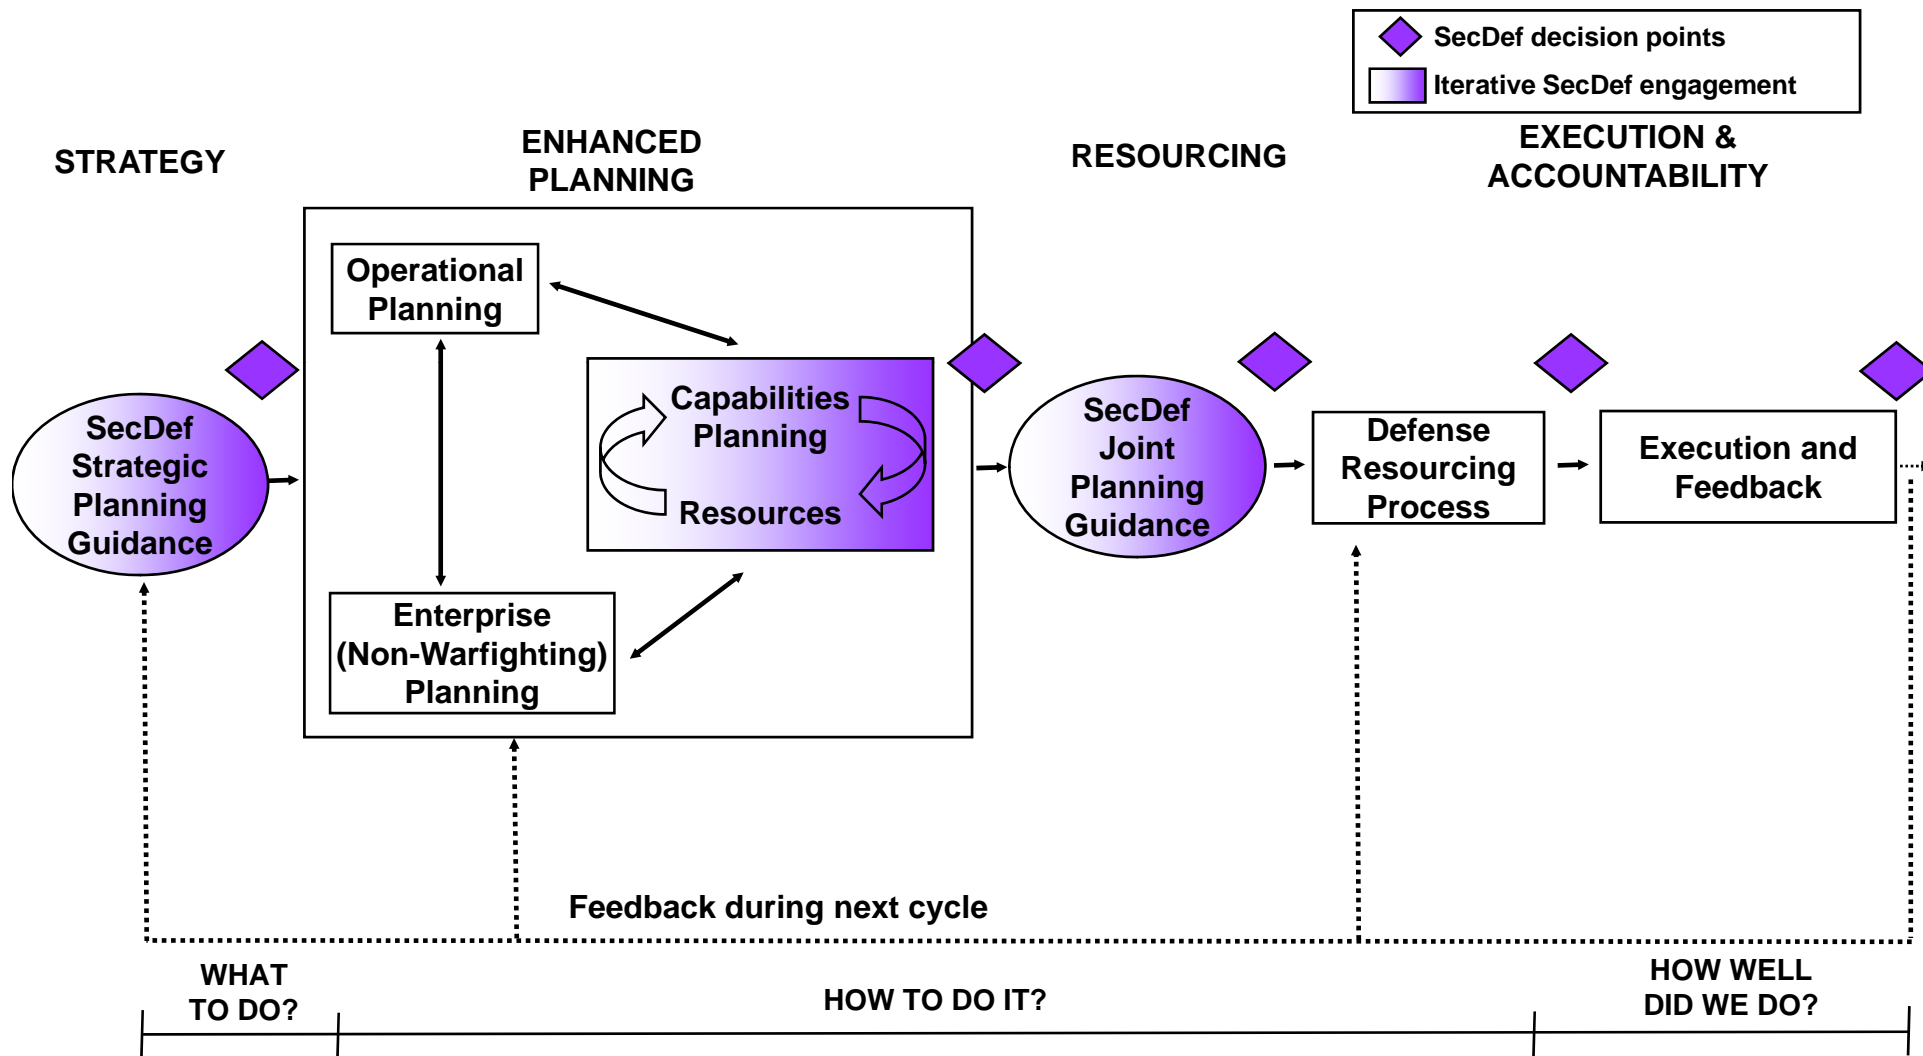 SecDef decision points
Iterative SecDef engagement
STRATEGY
ENHANCED
PLANNING
RESOURCING
EXECUTION &
ACCOUNTABILITY
Operational
Planning
Capabilities
Planning
Resources
Enterprise
(Non-Warfighting)
Planning
SecDef
Strategic
Planning
Guidance
SecDef
Joint
Planning
Guidance
Defense
Resourcing
Process
Execution and
Feedback
Feedback during next cycle
WHAT
TO DO?
HOW TO DO IT?
HOW WELL
DID WE DO?